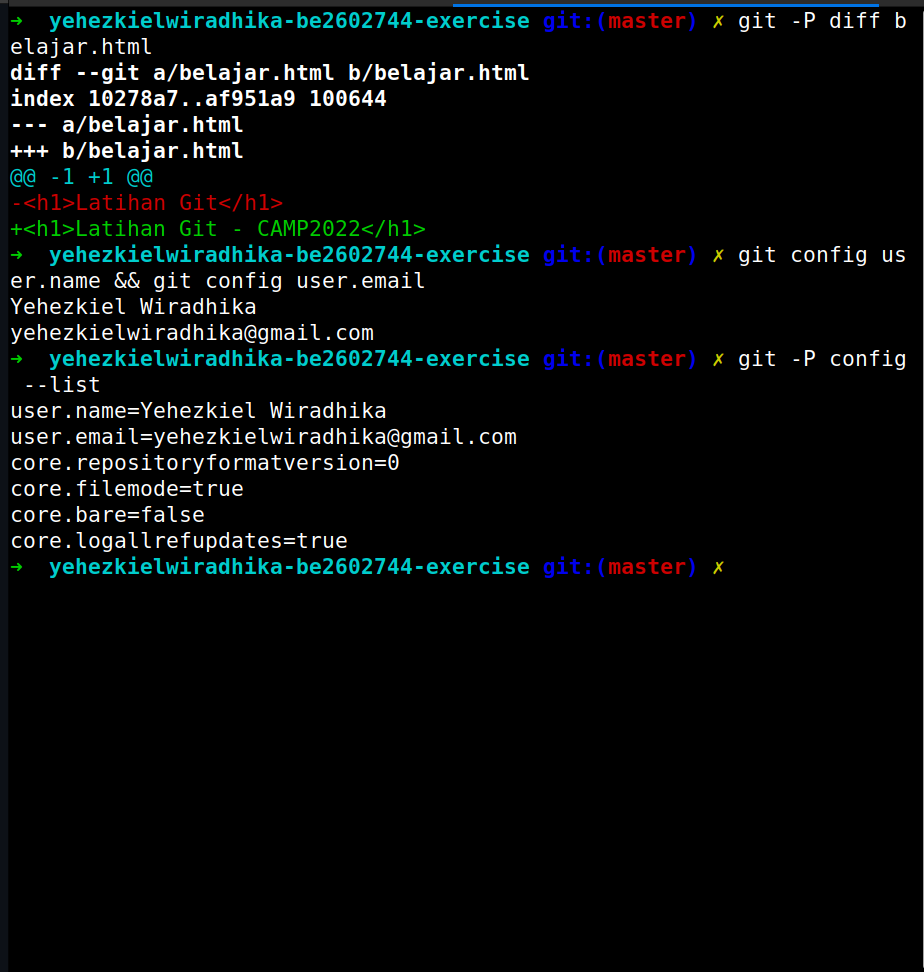 ➜  yehezkielwiradhika-be2602744-exercise git:(master) ✗ git -P diff b
elajar.html
diff --git a/belajar.html b/belajar.html
index 10278a7..af951a9 100644
--- a/belajar.html
+++ b/belajar.html
@@ -1 +1 @@
-<h1>Latihan Git</h1>
+<h1>Latihan Git - CAMP2022</h1>
➜  yehezkielwiradhika-be2602744-exercise git:(master) ✗ git config us
er.name && git config user.email
Yehezkiel Wiradhika
yehezkielwiradhika@gmail.com
➜  yehezkielwiradhika-be2602744-exercise git:(master) ✗ git -P config
 --list
user.name=Yehezkiel Wiradhika
user.email=yehezkielwiradhika@gmail.com
core.repositoryformatversion=0
core.filemode=true
core.bare=false
core.logallrefupdates=true
➜  yehezkielwiradhika-be2602744-exercise git:(master) ✗